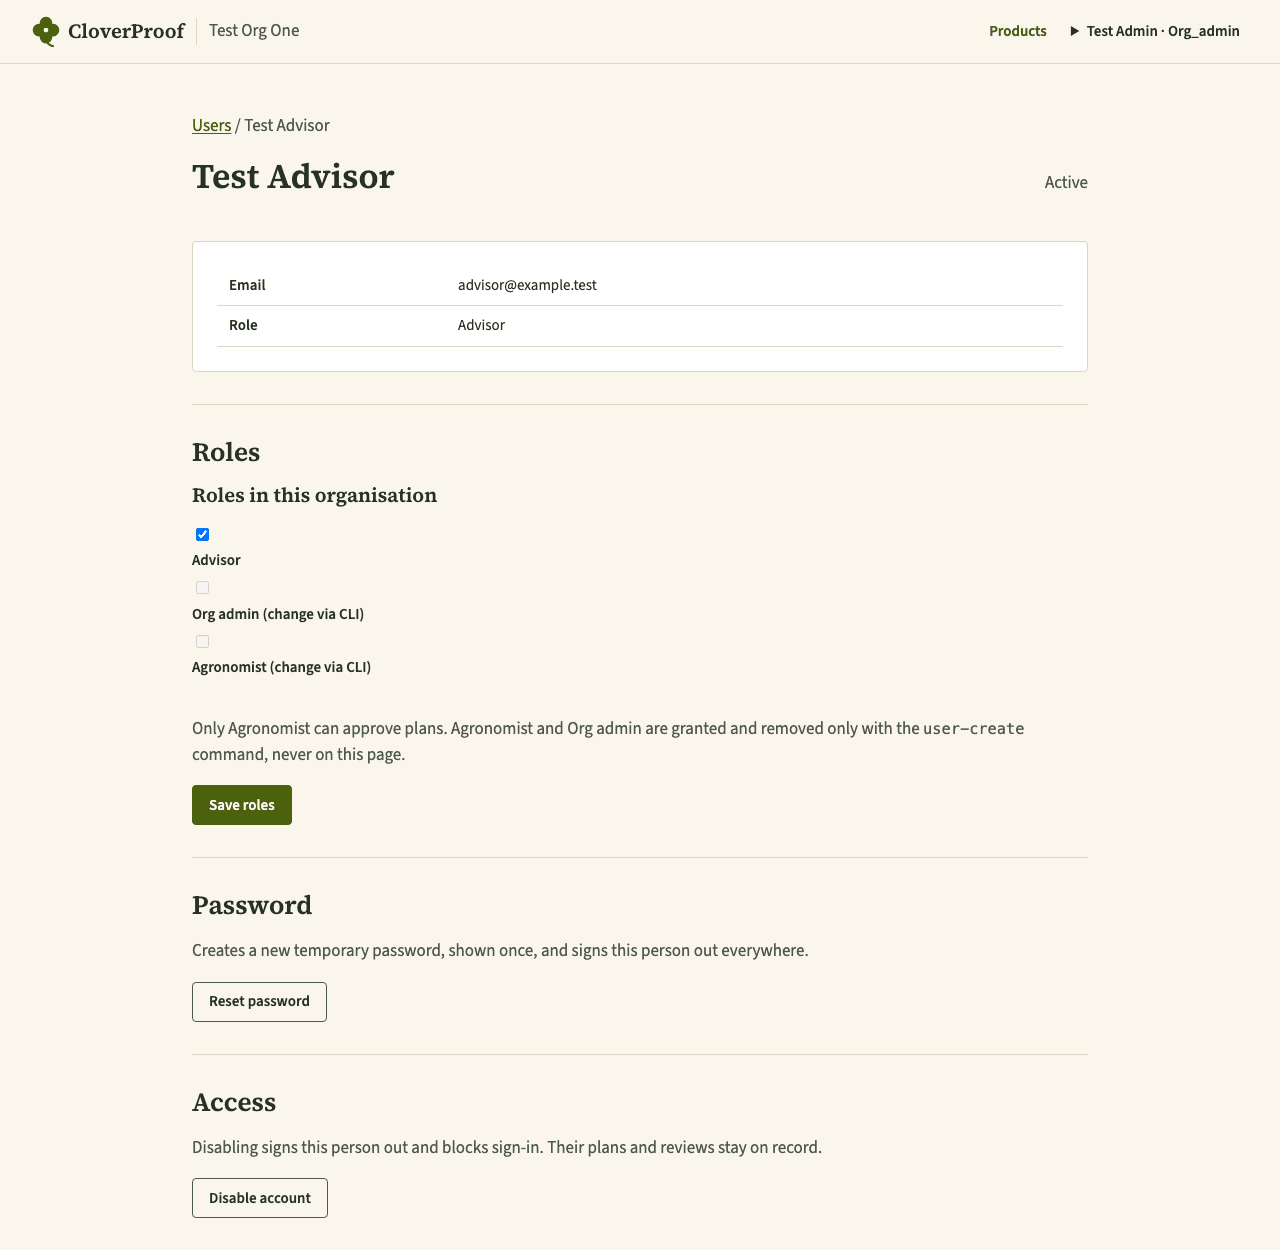 CloverProof
Test Org One
Products
Test Admin · Org_admin
Users / Test Advisor
Test Advisor
Active
Email advisor@example.test
Role Advisor
Roles
Roles in this organisation
Advisor
Org admin (change via CLI)
Agronomist (change via CLI)
Only Agronomist can approve plans. Agronomist and Org admin are granted and removed only with the user-create
command, never on this page.
Save roles
Password
Creates a new temporary password, shown once, and signs this person out everywhere.
Reset password
Access
Disabling signs this person out and blocks sign-in. Their plans and reviews stay on record.
Disable account